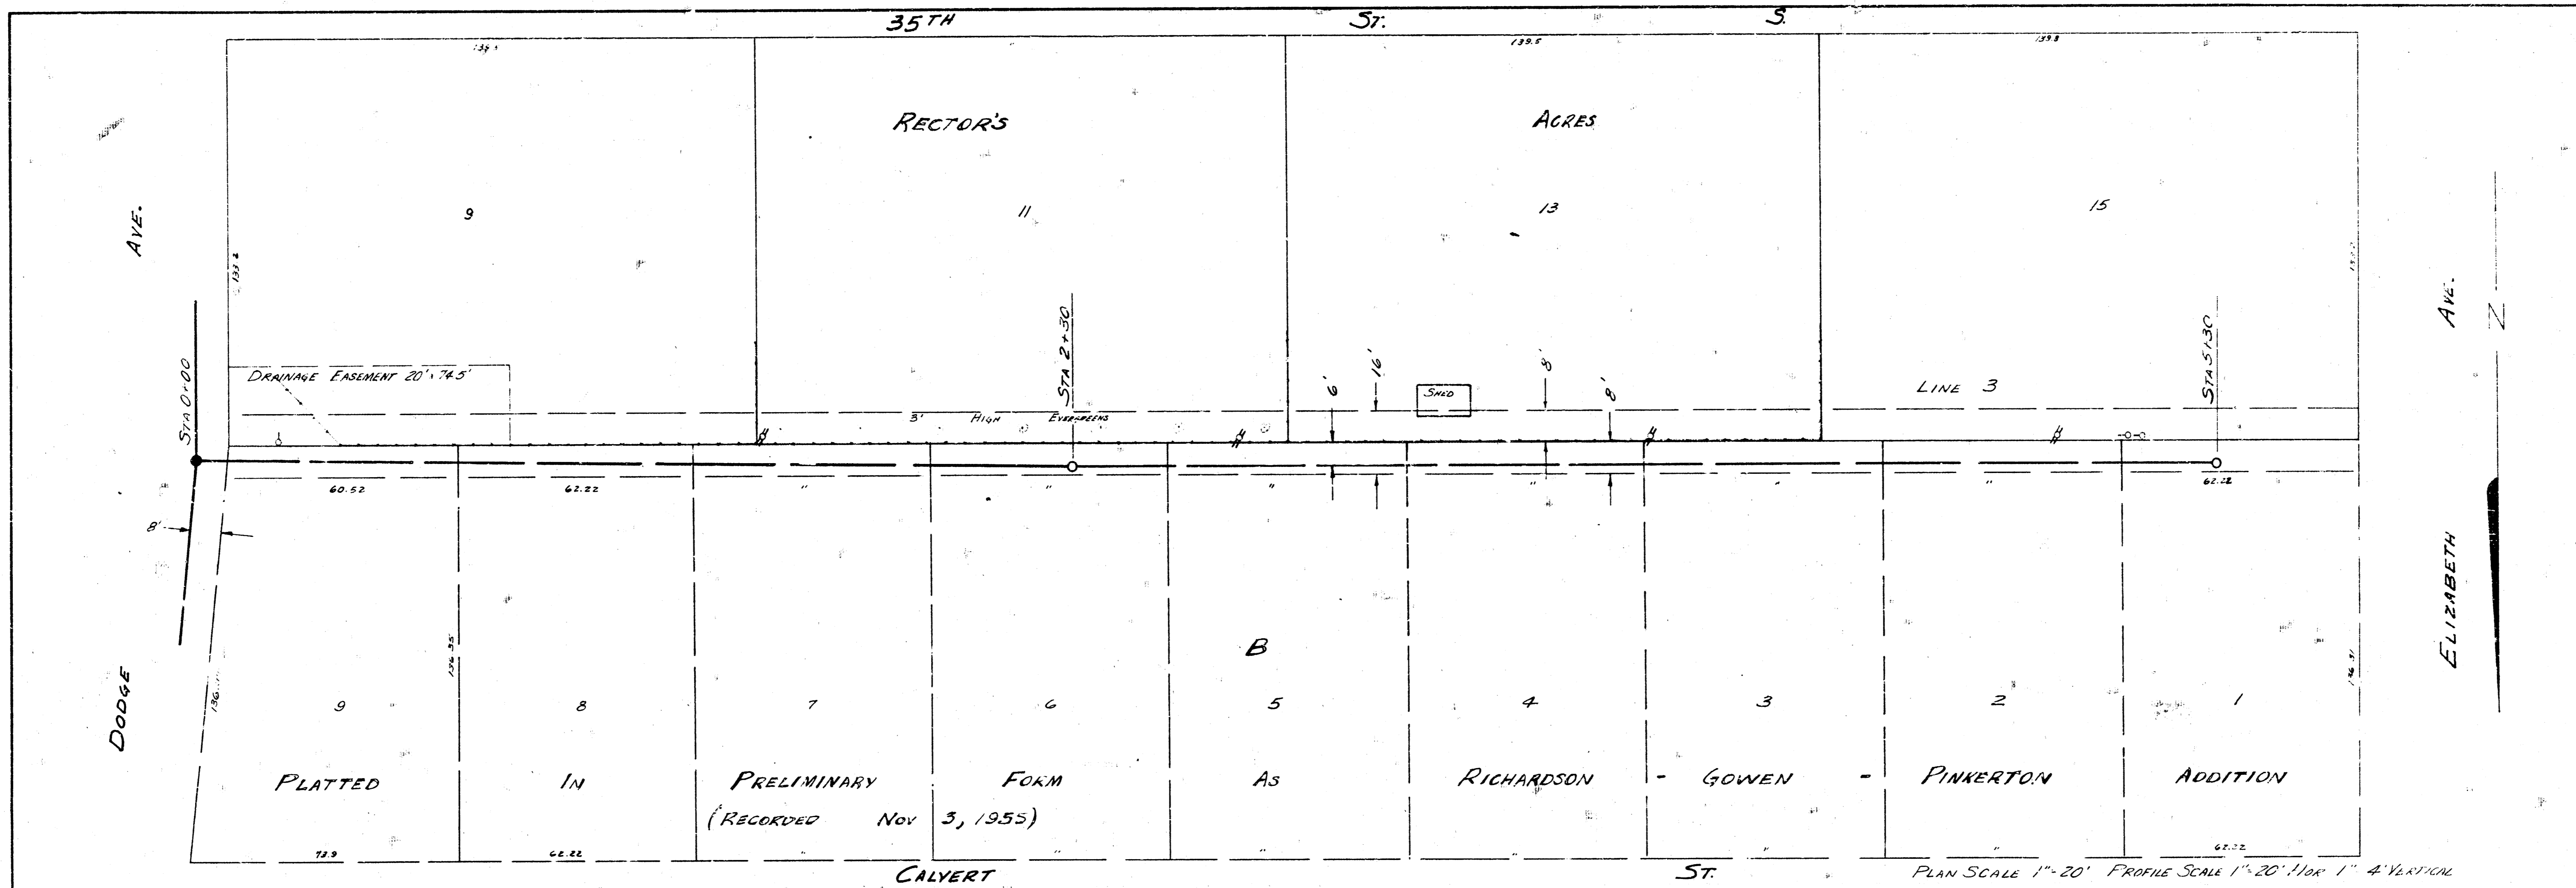 35TH ST. S.
139.5 139.8
RECTOR'S ACRES
9 11 13 15
AVE.
AVE.
133.2
STA 0+00
STA 2+30
STA 5+30
DRAINAGE EASEMENT 20' x 74.5'
6' 16' 8' 8'
SHED
LINE 3
3' HIGH EVERGREENS
60.52 62.22 " " " " " " 62.22
8'
DODGE
ELIZABETH
136.35
B
9 8 7 6 5 4 3 2 1
PLATTED IN PRELIMINARY FORM AS RICHARDSON - GOWEN - PINKERTON ADDITION
(RECORDED NOV 3, 1955)
73.9 62.22 " " " " " " 62.22
CALVERT ST.
PLAN SCALE 1"-20' PROFILE SCALE 1"-20' HOR 1" 4' VERTICAL